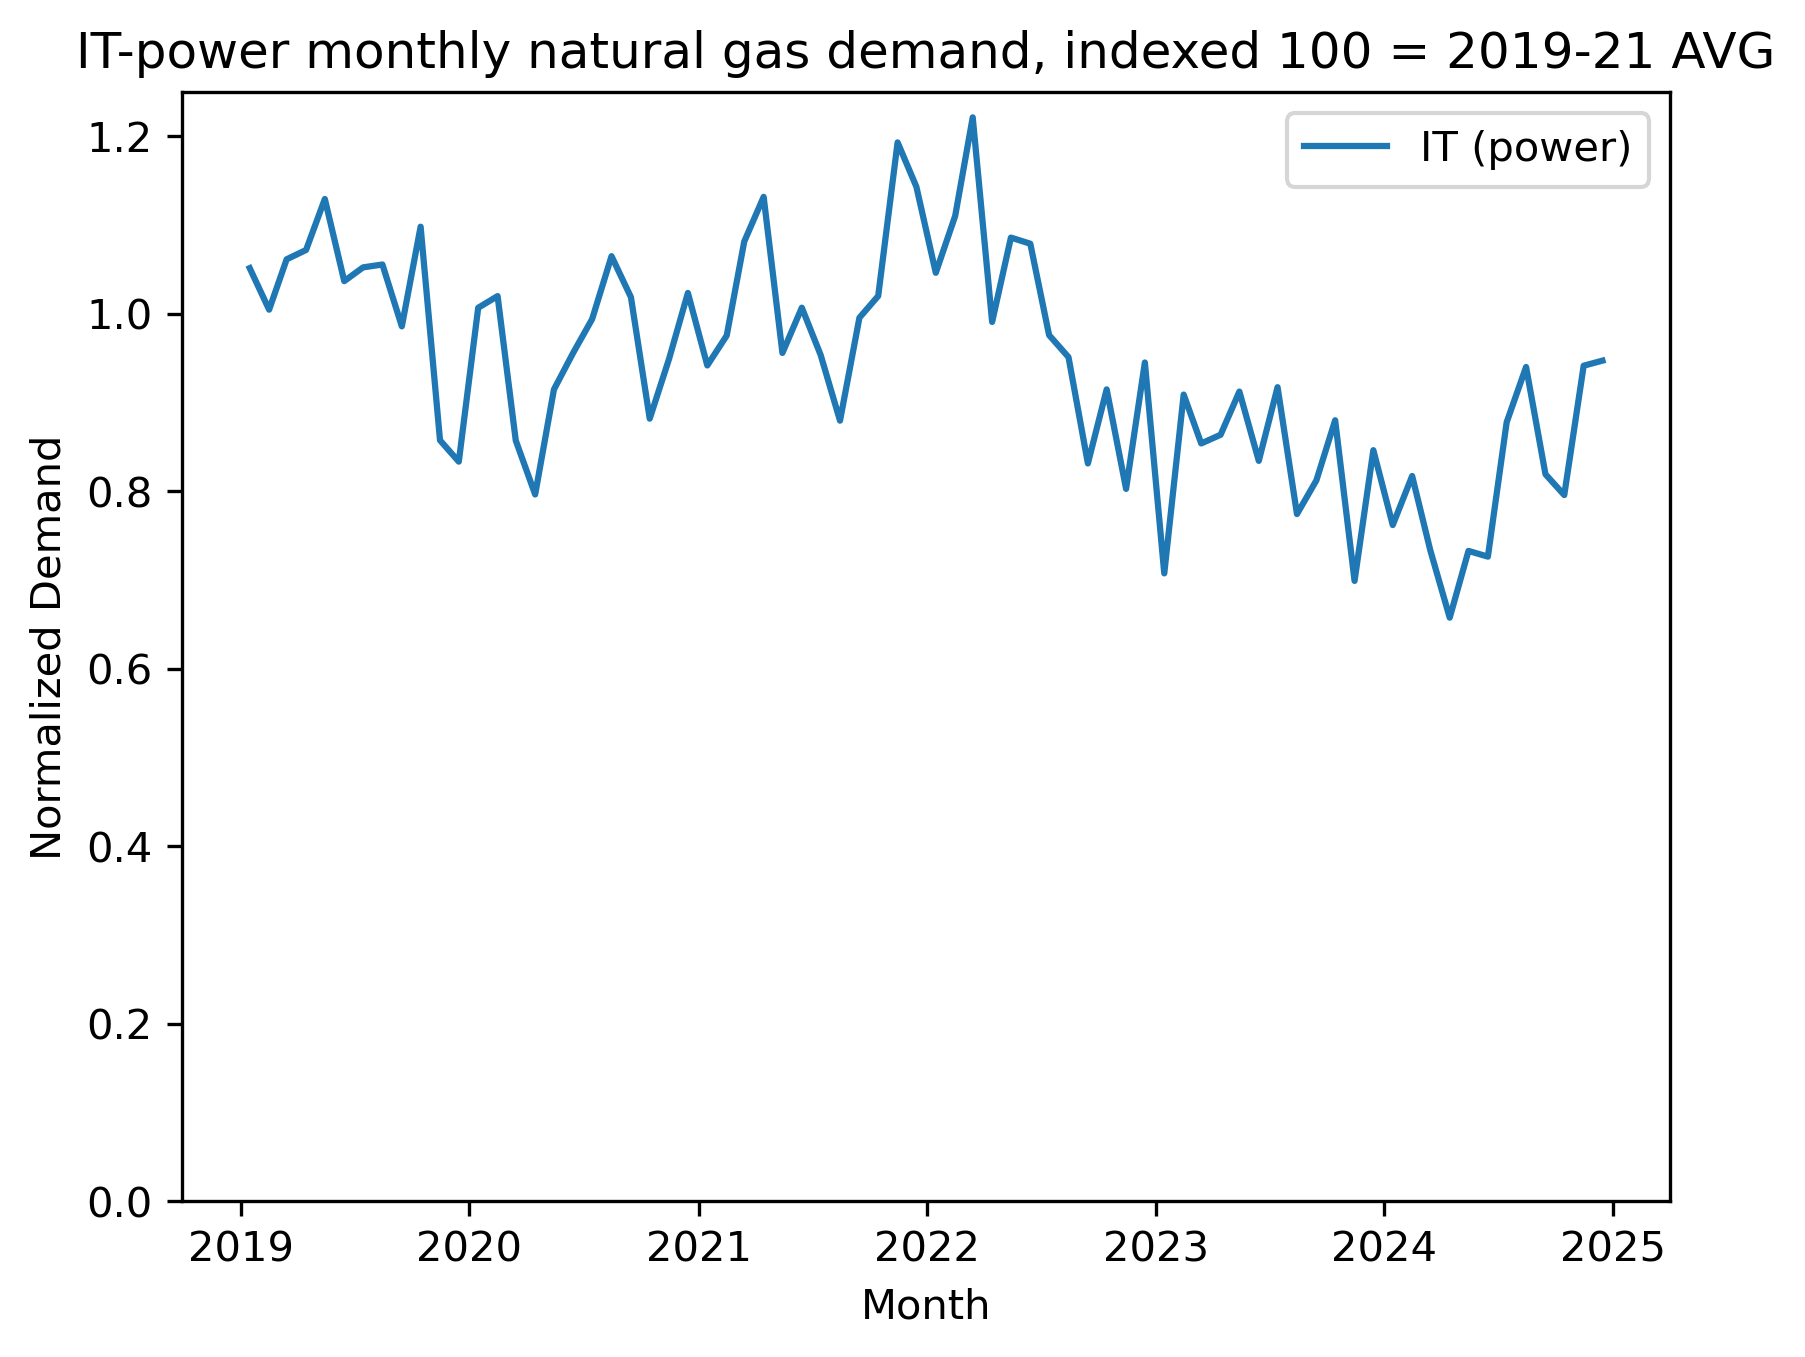 IT-power monthly natural gas demand, indexed 100 = 2019-21 AVG
IT (power)
Normalized Demand
1.2
1.0
0.8
0.6
0.4
0.2
0.0
2019 2020 2021 2022 2023 2024 2025
Month